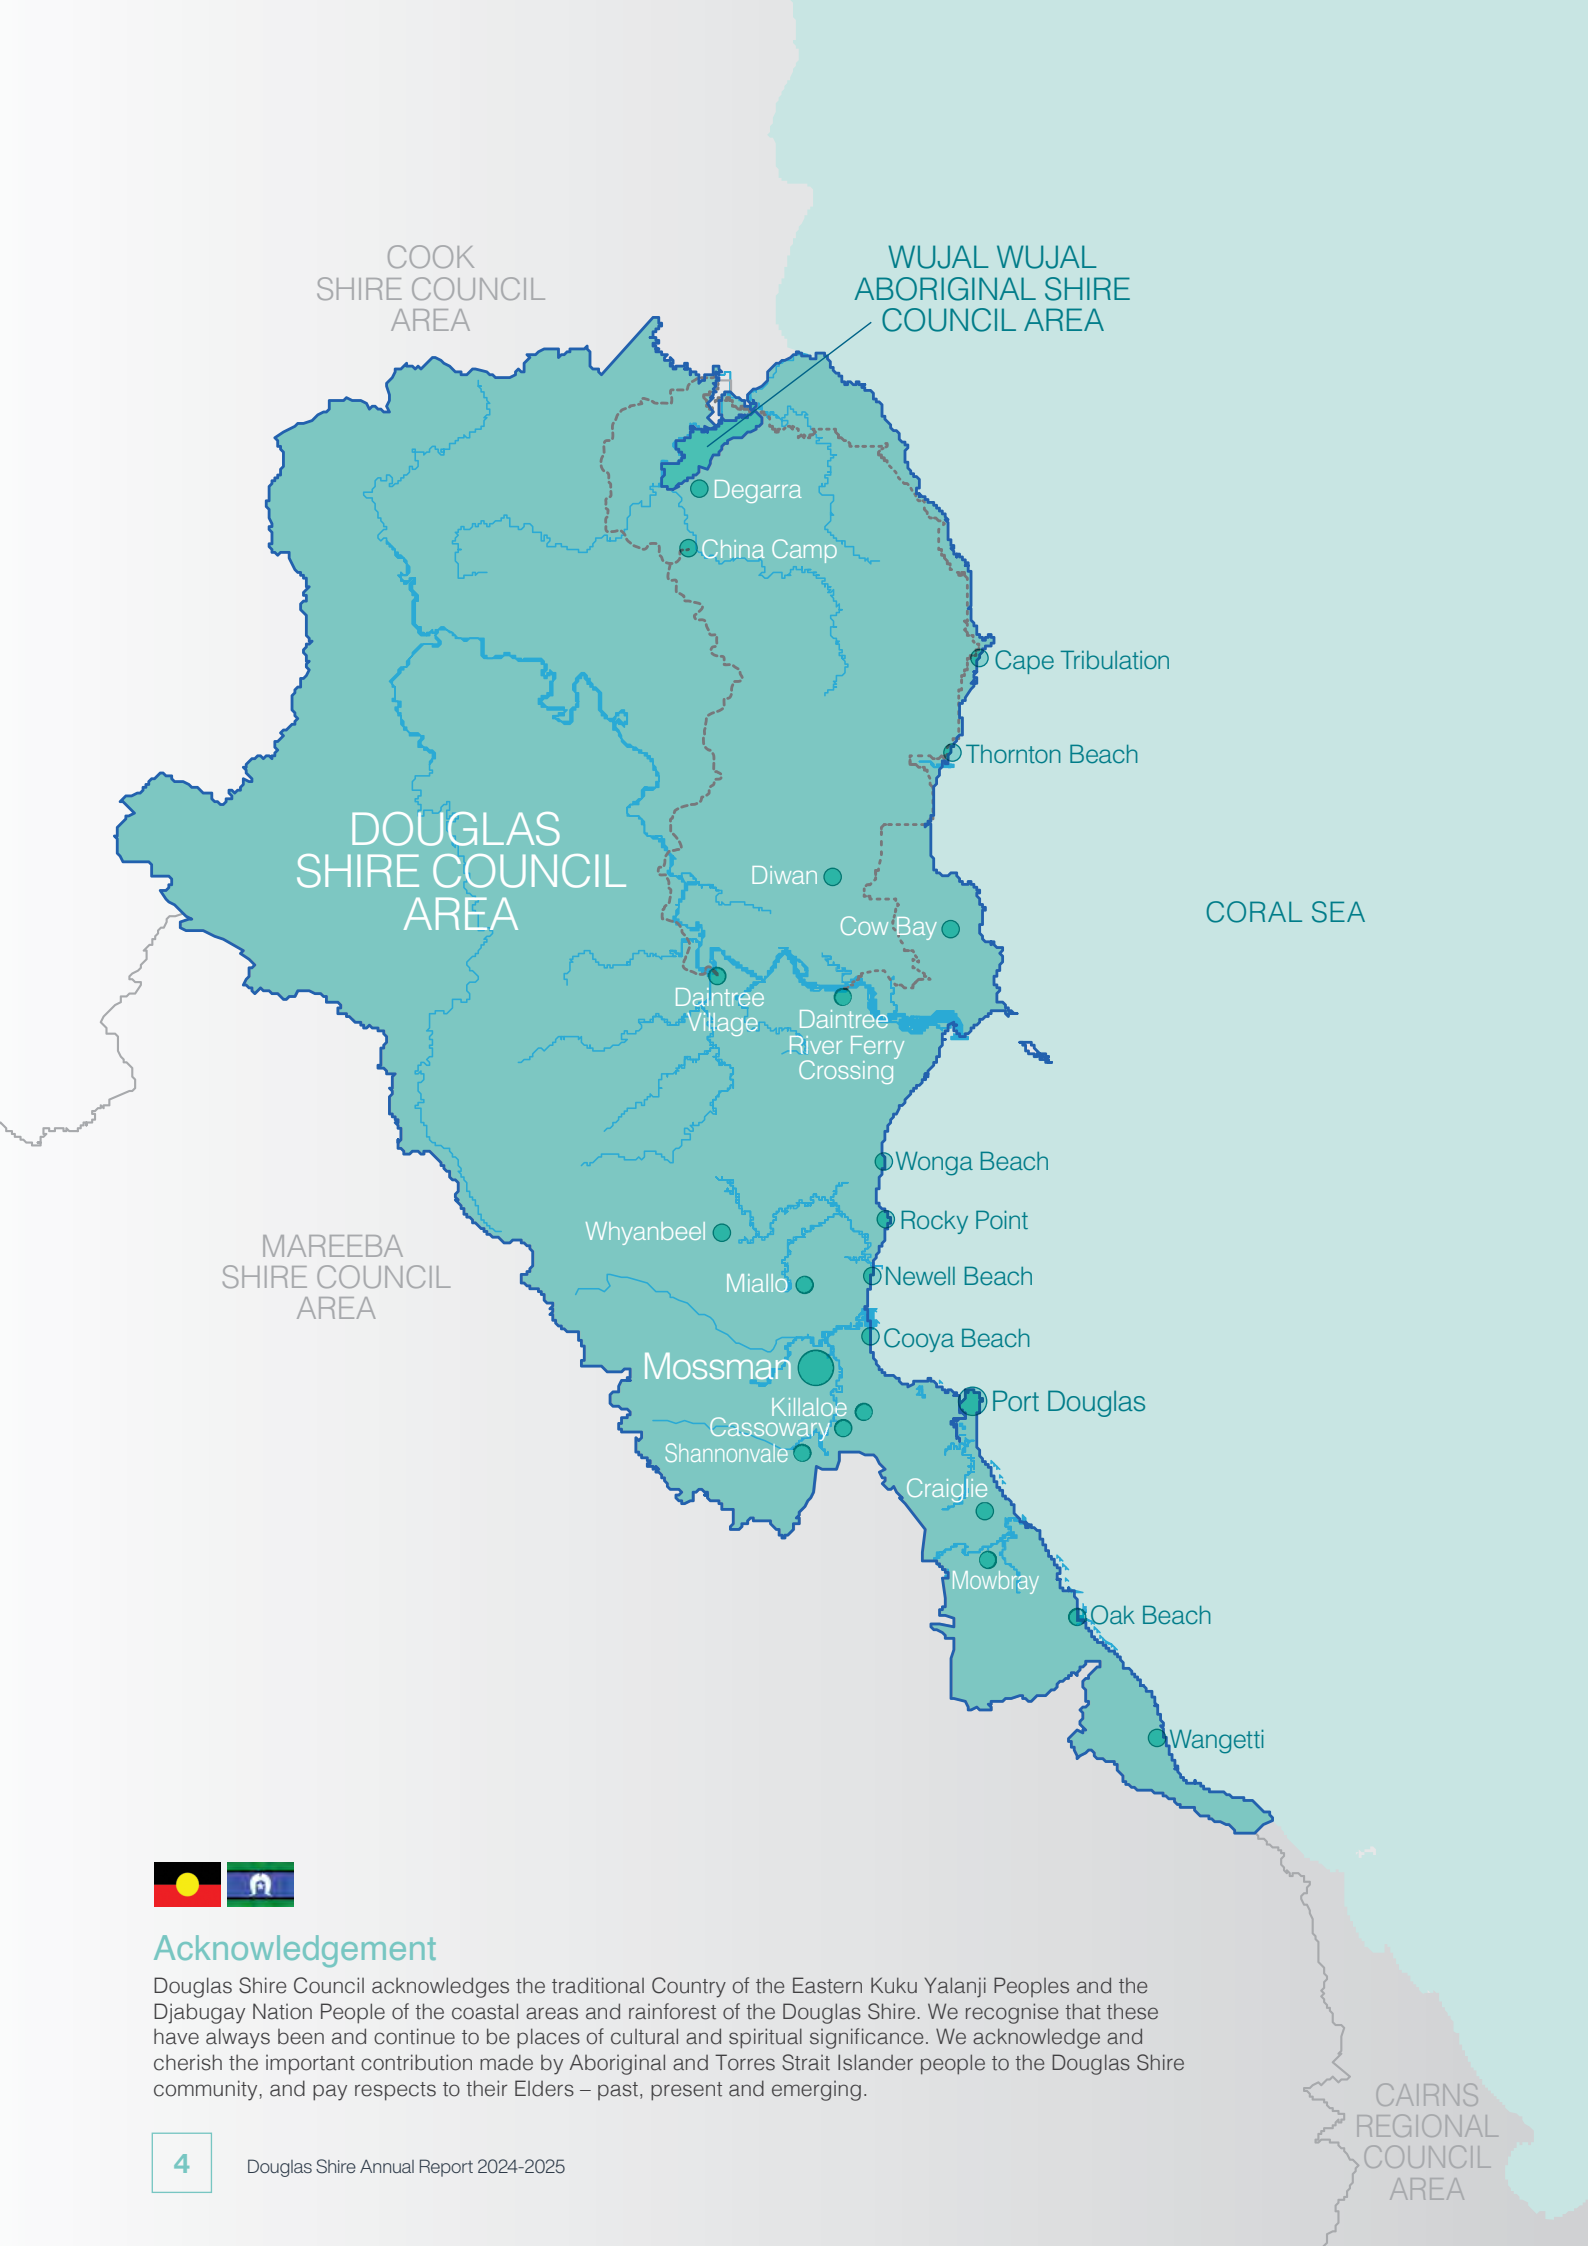 COOK
SHIRE COUNCIL
AREA
WUJAL WUJAL
ABORIGINAL SHIRE
COUNCIL AREA
Degarra
China Camp
Cape Tribulation
Thornton Beach
DOUGLAS
SHIRE COUNCIL
AREA
Diwan
Cow Bay
CORAL SEA
Daintree
Village
Daintree
River Ferry
Crossing
Wonga Beach
Rocky Point
Whyanbeel
MAREEBA
SHIRE COUNCIL
AREA
Miallo
Newell Beach
Cooya Beach
Mossman
Port Douglas
Killaloe
Cassowary
Shannonvale
Craiglie
Mowbray
Oak Beach
Wangetti
Acknowledgement
Douglas Shire Council acknowledges the traditional Country of the Eastern Kuku Yalanji Peoples and the
Djabugay Nation People of the coastal areas and rainforest of the Douglas Shire. We recognise that these
have always been and continue to be places of cultural and spiritual significance. We acknowledge and
cherish the important contribution made by Aboriginal and Torres Strait Islander people to the Douglas Shire
community, and pay respects to their Elders – past, present and emerging.
CAIRNS
REGIONAL
COUNCIL
AREA
4
Douglas Shire Annual Report 2024-2025